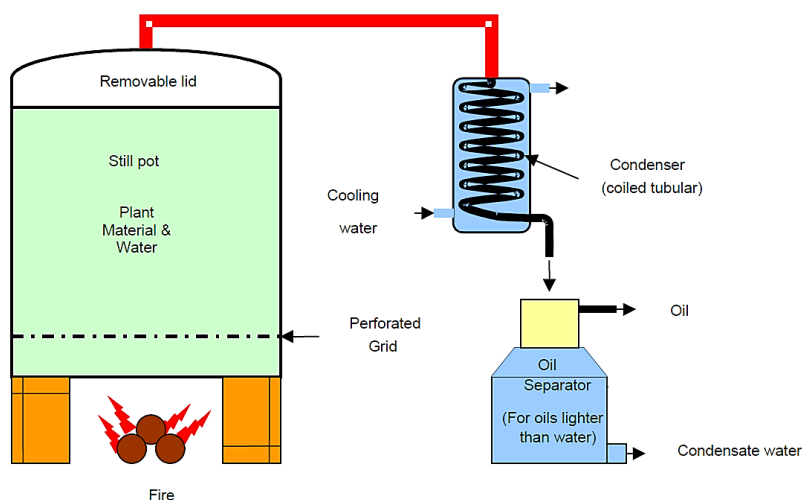 Removable lid
Still pot
Plant
Material &
Water
Perforated
Grid
Fire
Cooling
water
Condenser
(coiled tubular)
Oil
Oil
Separator
(For oils lighter
than water)
Condensate water